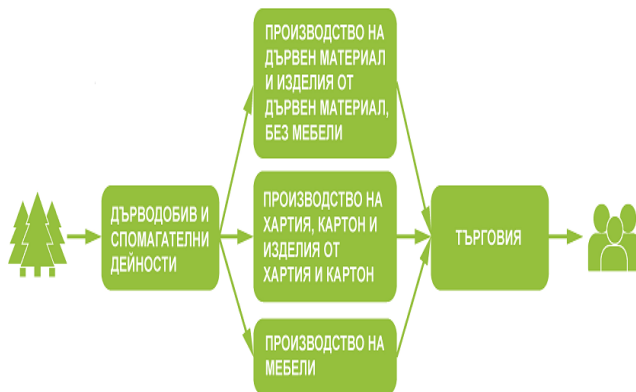 ПРОИЗВОДСТВО НА
ДЪРВЕН МАТЕРИАЛ
И ИЗДЕЛИЯ ОТ
ДЪРВЕН МАТЕРИАЛ,
БЕЗ МЕБЕЛИ
ДЪРВОДОБИВ И
СПОМАГАТЕЛНИ
ДЕЙНОСТИ
ПРОИЗВОДСТВО НА
ХАРТИЯ, КАРТОН И
ИЗДЕЛИЯ ОТ
ХАРТИЯ И КАРТОН
ТЪРГОВИЯ
ПРОИЗВОДСТВО НА
МЕБЕЛИ